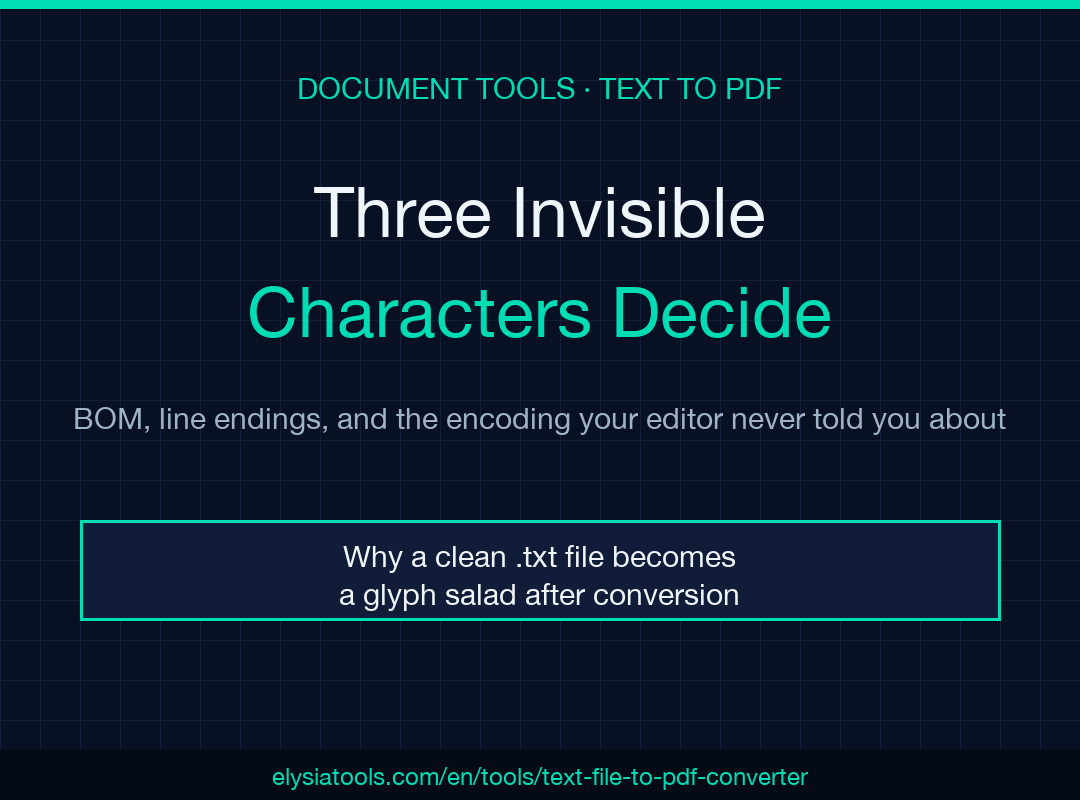 DOCUMENT TOOLS · TEXT TO PDF
Three Invisible
Characters Decide
BOM, line endings, and the encoding your editor never told you about
Why a clean .txt file becomes
a glyph salad after conversion
elysiatools.com/en/tools/text-file-to-pdf-converter